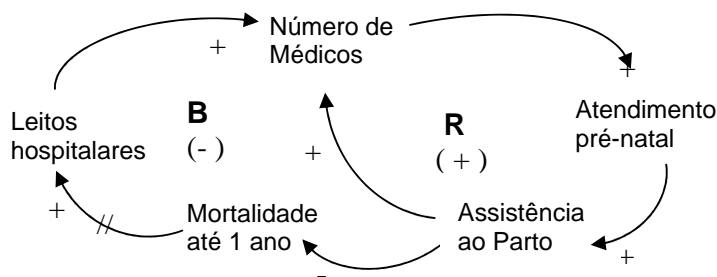 Número de
Médicos
+
+
Leitos
hospitalares
B
(-)
R
(+)
Atendimento
pré-natal
+
+
//
Mortalidade
até 1 ano
Assistência
ao Parto
+
-